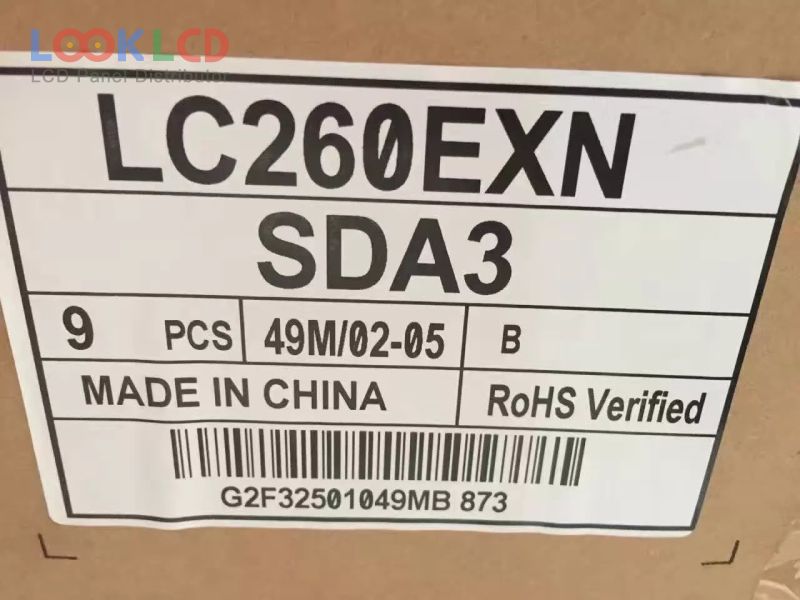 LOOKLCD
LCD Panel Distributor
LC260EXN
SDA3
9 PCS 49M/02-05 B
MADE IN CHINA RoHS Verified
G2F32501049MB 873